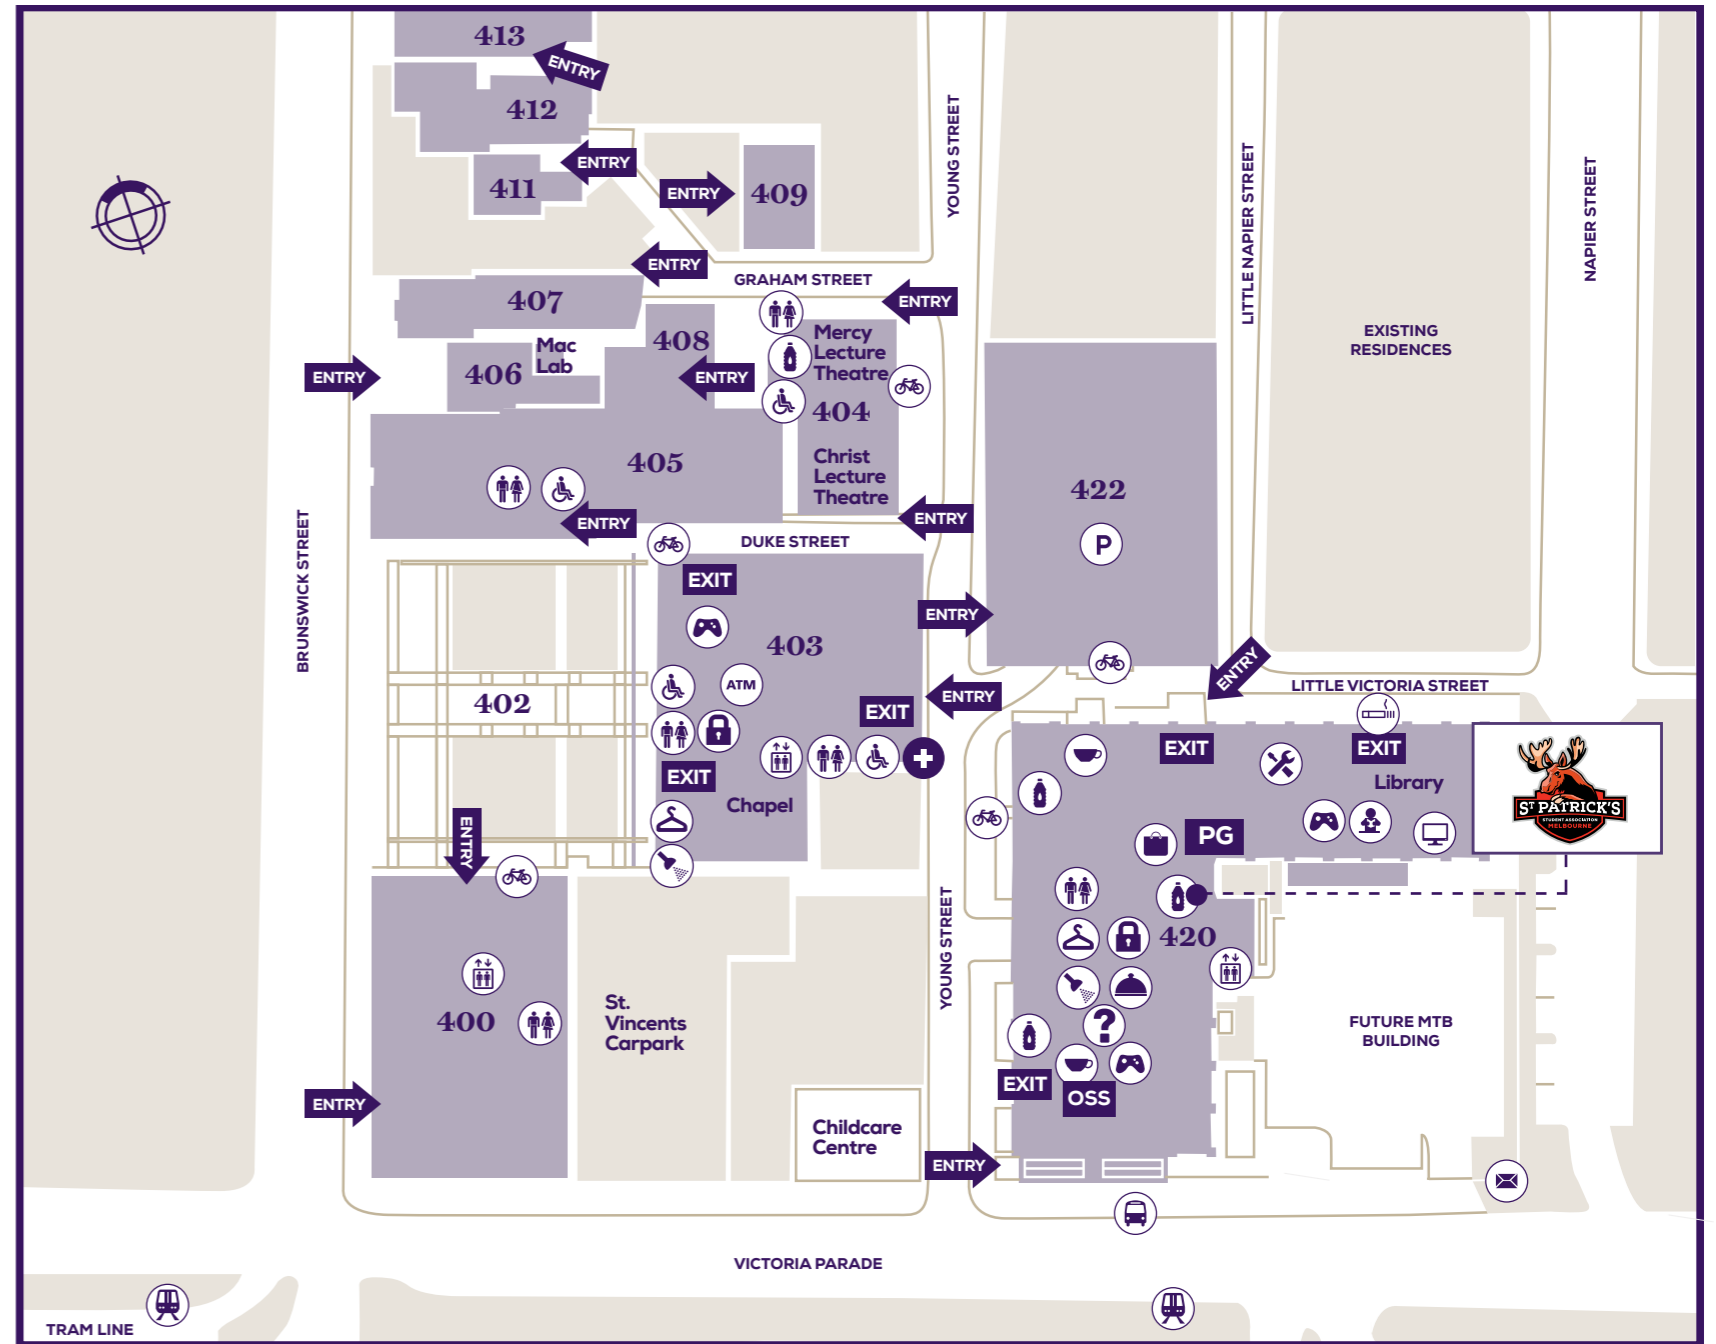 413
ENTRY
412
ENTRY
411
ENTRY
409
YOUNG STREET
LITTLE NAPIER STREET
NAPIER STREET
ENTRY
GRAHAM STREET
ENTRY
407
408
Mac
Lab
406
ENTRY
ENTRY
Mercy
Lecture
Theatre
404
Christ
Lecture
Theatre
EXISTING
RESIDENCES
405
ENTRY
ENTRY
DUKE STREET
422
P
BRUNSWICK STREET
EXIT
403
ENTRY
ATM
402
EXIT
ENTRY
ENTRY
LITTLE VICTORIA STREET
EXIT
EXIT
EXIT
Library
ST PATRICK'S
STUDENT ASSOCIATION
MELBOURNE
Chapel
PG
ENTRY
420
YOUNG STREET
400
St.
Vincents
Carpark
?
FUTURE MTB
BUILDING
EXIT
OSS
ENTRY
Childcare
Centre
ENTRY
VICTORIA PARADE
TRAM LINE